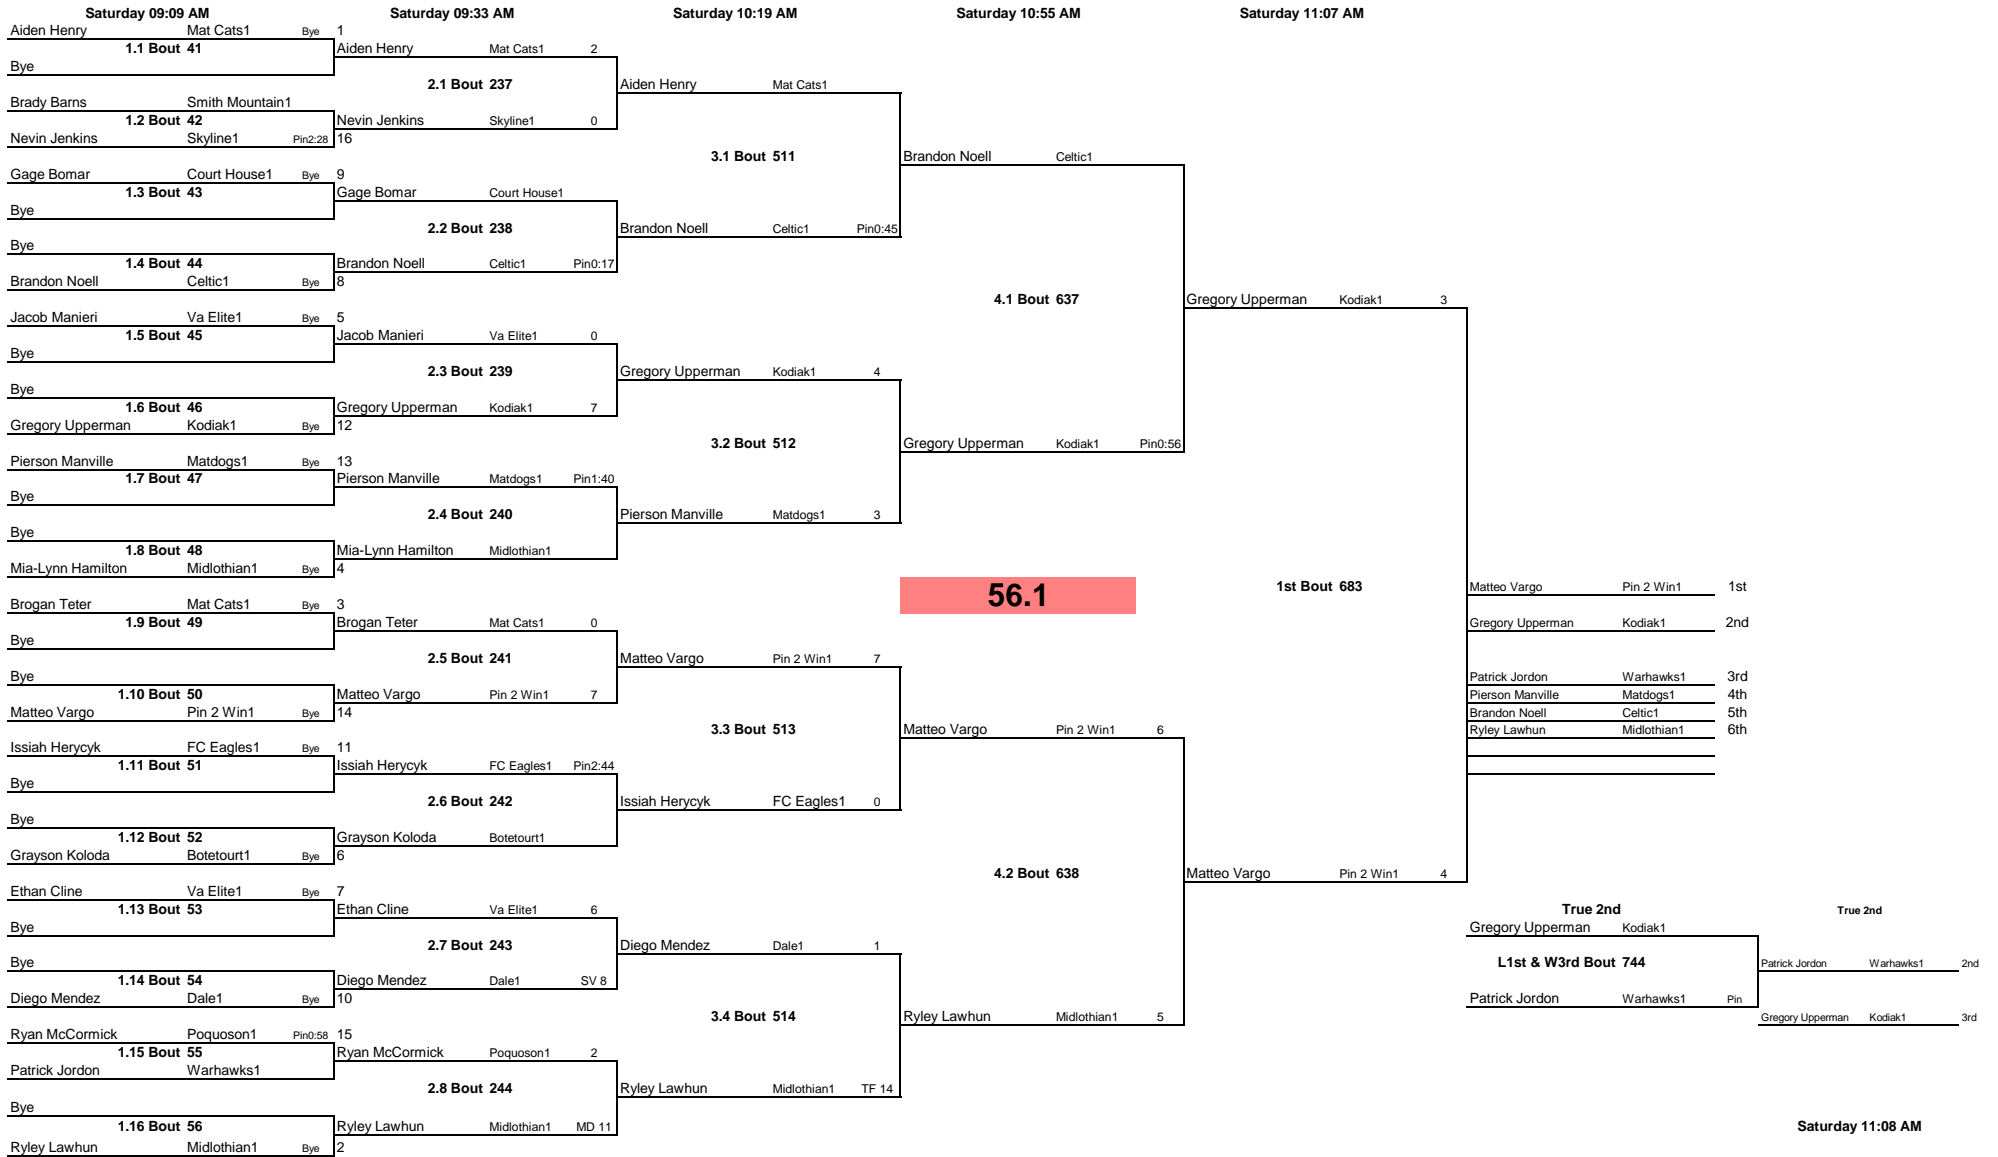 Saturday 09:09 AM Saturday 09:33 AM Saturday 10:19 AM Saturday 10:55 AM Saturday 11:07 AM
Aiden Henry Mat Cats1 Bye 1
1.1 Bout 41 Aiden Henry Mat Cats1 2
Bye
2.1 Bout 237 Aiden Henry Mat Cats1
Brady Barns Smith Mountain1
1.2 Bout 42 Nevin Jenkins Skyline1 0
Nevin Jenkins Skyline1 Pin2:28 16
3.1 Bout 511 Brandon Noell Celtic1
Gage Bomar Court House1 Bye 9
1.3 Bout 43 Gage Bomar Court House1
Bye
2.2 Bout 238 Brandon Noell Celtic1 Pin0:45
Bye
1.4 Bout 44 Brandon Noell Celtic1 Pin0:17
Brandon Noell Celtic1 Bye 8
4.1 Bout 637 Gregory Upperman Kodiak1 3
Jacob Manieri Va Elite1 Bye 5
1.5 Bout 45 Jacob Manieri Va Elite1 0
Bye
2.3 Bout 239 Gregory Upperman Kodiak1 4
Bye
1.6 Bout 46 Gregory Upperman Kodiak1 7
Gregory Upperman Kodiak1 Bye 12
3.2 Bout 512 Gregory Upperman Kodiak1 Pin0:56
Pierson Manville Matdogs1 Bye 13
1.7 Bout 47 Pierson Manville Matdogs1 Pin1:40
Bye
2.4 Bout 240 Pierson Manville Matdogs1 3
Bye
1.8 Bout 48 Mia-Lynn Hamilton Midlothian1
Mia-Lynn Hamilton Midlothian1 Bye 4
56.1 1st Bout 683 Matteo Vargo Pin 2 Win1 1st
Brogan Teter Mat Cats1 Bye 3
1.9 Bout 49 Brogan Teter Mat Cats1 0 Gregory Upperman Kodiak1 2nd
Bye
2.5 Bout 241 Matteo Vargo Pin 2 Win1 7
Bye Patrick Jordon Warhawks1 3rd
1.10 Bout 50 Matteo Vargo Pin 2 Win1 7 Pierson Manville Matdogs1 4th
Matteo Vargo Pin 2 Win1 Bye 14 Brandon Noell Celtic1 5th
3.3 Bout 513 Matteo Vargo Pin 2 Win1 6 Ryley Lawhun Midlothian1 6th
Issiah Herycyk FC Eagles1 Bye 11
1.11 Bout 51 Issiah Herycyk FC Eagles1 Pin2:44
Bye
2.6 Bout 242 Issiah Herycyk FC Eagles1 0
Bye
1.12 Bout 52 Grayson Koloda Botetourt1
Grayson Koloda Botetourt1 Bye 6
4.2 Bout 638 Matteo Vargo Pin 2 Win1 4
Ethan Cline Va Elite1 Bye 7
1.13 Bout 53 Ethan Cline Va Elite1 6 True 2nd True 2nd
Bye Gregory Upperman Kodiak1
2.7 Bout 243 Diego Mendez Dale1 1
Bye L1st & W3rd Bout 744 Patrick Jordon Warhawks1 2nd
1.14 Bout 54 Diego Mendez Dale1 SV 8
Diego Mendez Dale1 Bye 10 Patrick Jordon Warhawks1 Pin
3.4 Bout 514 Ryley Lawhun Midlothian1 5 Gregory Upperman Kodiak1 3rd
Ryan McCormick Poquoson1 Pin0:58 15
1.15 Bout 55 Ryan McCormick Poquoson1 2
Patrick Jordon Warhawks1
2.8 Bout 244 Ryley Lawhun Midlothian1 TF 14
Bye
1.16 Bout 56 Ryley Lawhun Midlothian1 MD 11 Saturday 11:08 AM
Ryley Lawhun Midlothian1 Bye 2